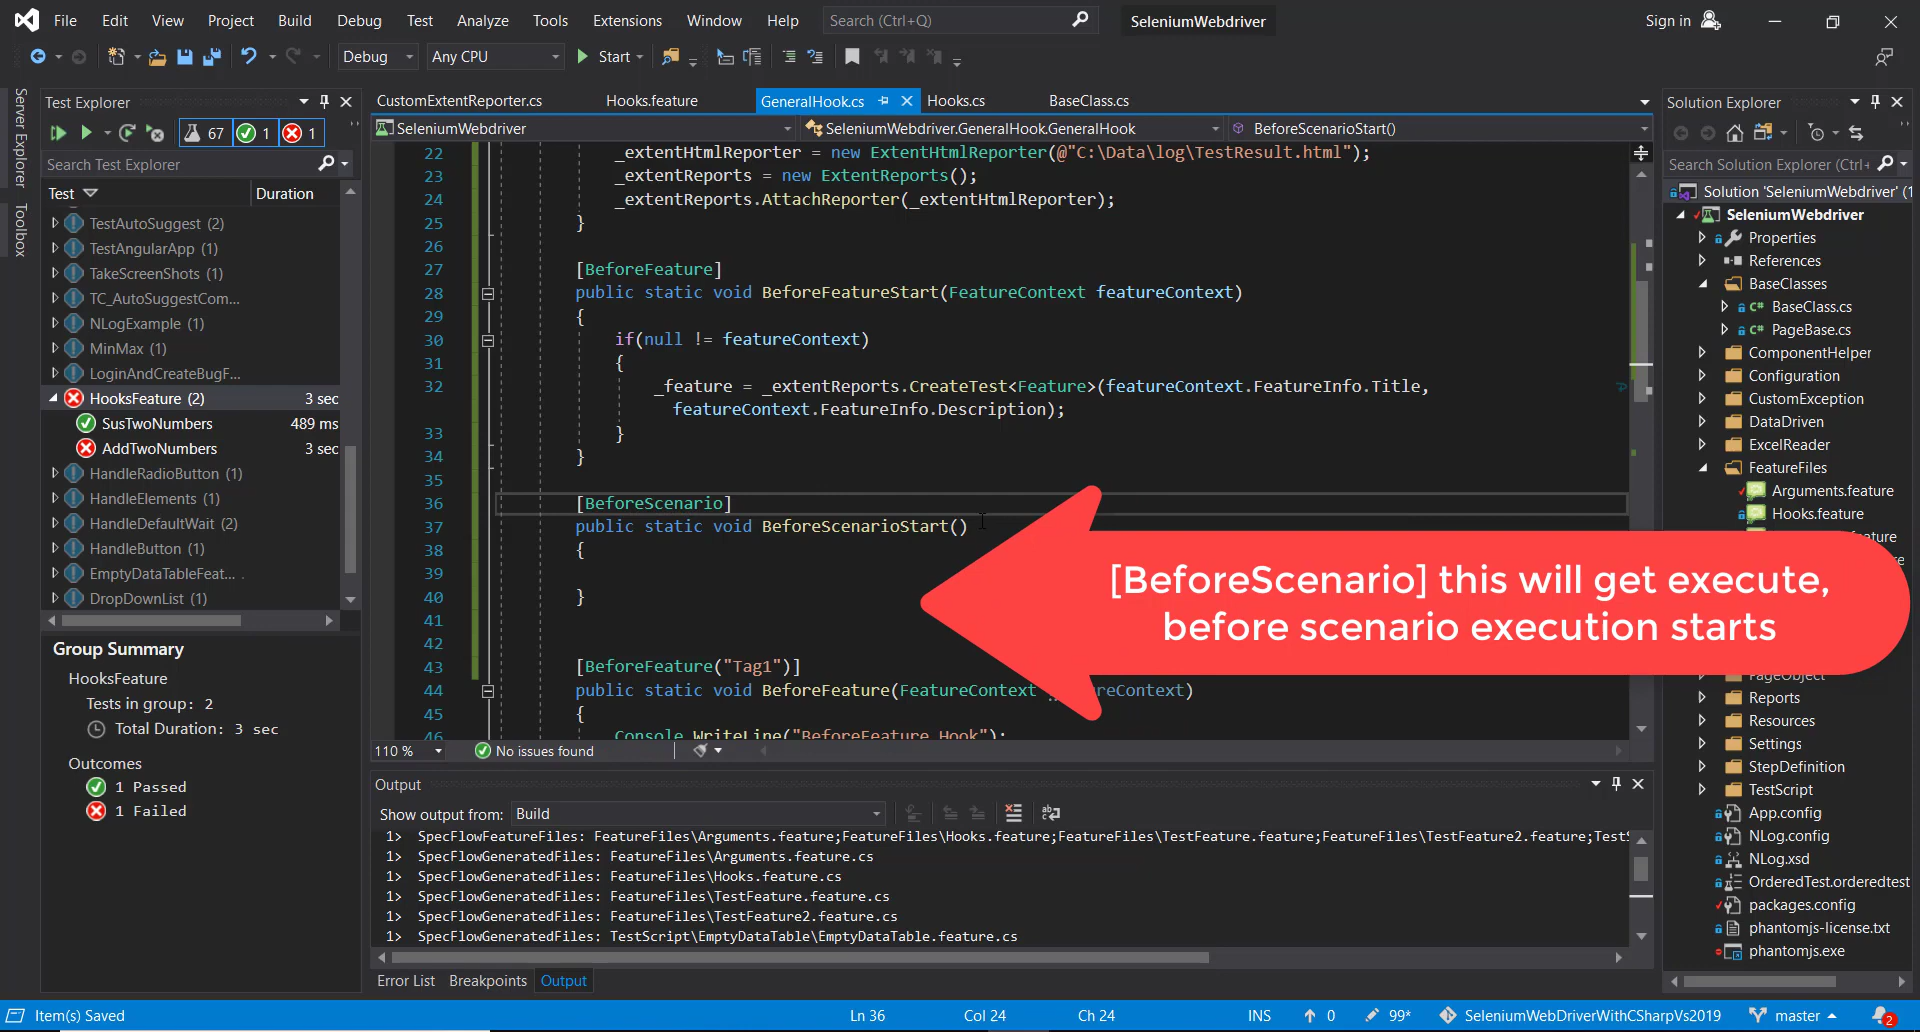 File Edit View Project Build Debug Test Analyze Tools Extensions Window Help Search (Ctrl+Q) SeleniumWebdriver Sign in
Debug Any CPU Start
Server Explorer
Toolbox
Test Explorer
67 1 1
Search Test Explorer
Test Duration
TestAutoSuggest (2)
TestAngularApp (1)
TakeScreenShots (1)
TC_AutoSuggestCom...
NLogExample (1)
MinMax (1)
LoginAndCreateBugF...
HooksFeature (2) 3 sec
SusTwoNumbers 489 ms
AddTwoNumbers 3 sec
HandleRadioButton (1)
HandleElements (1)
HandleDefaultWait (2)
HandleButton (1)
EmptyDataTableFeat...
DropDownList (1)
Group Summary
HooksFeature
Tests in group: 2
Total Duration: 3 sec
Outcomes
1 Passed
1 Failed
CustomExtentReporter.cs Hooks.feature GeneralHook.cs Hooks.cs BaseClass.cs
SeleniumWebdriver SeleniumWebdriver.GeneralHook.GeneralHook BeforeScenarioStart()
22 _extentHtmlReporter = new ExtentHtmlReporter(@"C:\Data\log\TestResult.html");
23 _extentReports = new ExtentReports();
24 _extentReports.AttachReporter(_extentHtmlReporter);
25 }
26
27 [BeforeFeature]
28 public static void BeforeFeatureStart(FeatureContext featureContext)
29 {
30 if(null != featureContext)
31 {
32 _feature = _extentReports.CreateTest<Feature>(featureContext.FeatureInfo.Title,
featureContext.FeatureInfo.Description);
33 }
34 }
35
36 [BeforeScenario]
37 public static void BeforeScenarioStart()
38 {
39
40 }
41
42
43 [BeforeFeature("Tag1")]
44 public static void BeforeFeature(FeatureContext
45 {
46 Console.WriteLine("BeforeFeature Hook");
[BeforeScenario] this will get execute,
before scenario execution starts
110 % No issues found
Output
Show output from: Build
1> SpecFlowFeatureFiles: FeatureFiles\Arguments.feature;FeatureFiles\Hooks.feature;FeatureFiles\TestFeature.feature;FeatureFiles\TestFeature2.feature;
1> SpecFlowGeneratedFiles: FeatureFiles\Arguments.feature.cs
1> SpecFlowGeneratedFiles: FeatureFiles\Hooks.feature.cs
1> SpecFlowGeneratedFiles: FeatureFiles\TestFeature.feature.cs
1> SpecFlowGeneratedFiles: FeatureFiles\TestFeature2.feature.cs
1> SpecFlowGeneratedFiles: TestScript\EmptyDataTable\EmptyDataTable.feature.cs
Error List Breakpoints Output
Solution Explorer
Search Solution Explorer (Ctrl+
Solution 'SeleniumWebdriver' (1
SeleniumWebdriver
Properties
References
BaseClasses
BaseClass.cs
PageBase.cs
ComponentHelper
Configuration
CustomException
DataDriven
ExcelReader
FeatureFiles
Arguments.feature
Hooks.feature
PageObject
Reports
Resources
Settings
StepDefinition
TestScript
App.config
NLog.config
NLog.xsd
OrderedTest.orderedtest
packages.config
phantomjs-license.txt
phantomjs.exe
Item(s) Saved Ln 36 Col 24 Ch 24 INS 0 99* SeleniumWebDriverWithCSharpVs2019 master 2